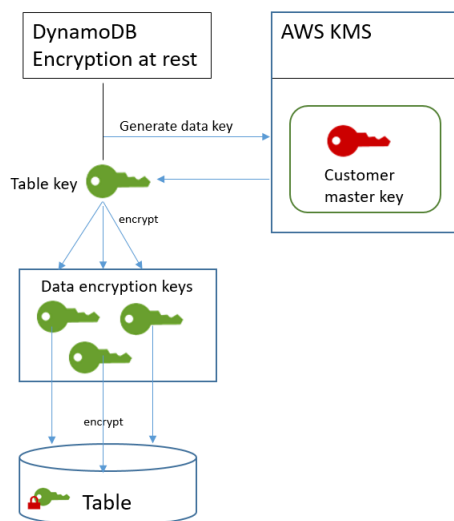 DynamoDB
Encryption at rest
AWS KMS
Generate data key
Customer
master key
Table key
encrypt
Data encryption keys
encrypt
Table